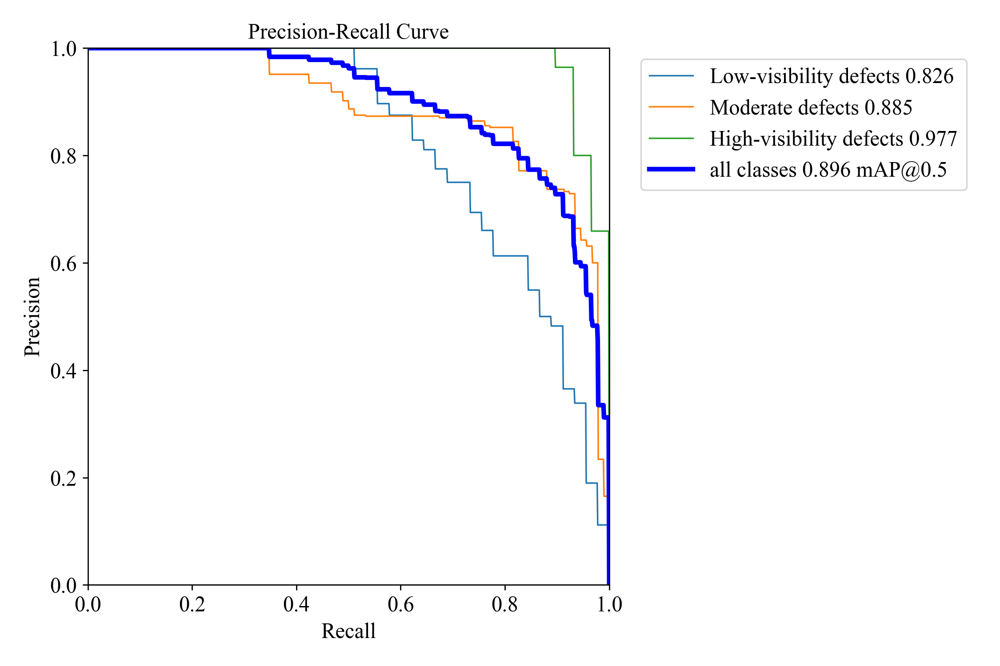 Precision-Recall Curve
1.0
0.8
0.6
0.4
0.2
0.0
Precision
0.0 0.2 0.4 0.6 0.8 1.0
Recall
Low-visibility defects 0.826
Moderate defects 0.885
High-visibility defects 0.977
all classes 0.896 mAP@0.5